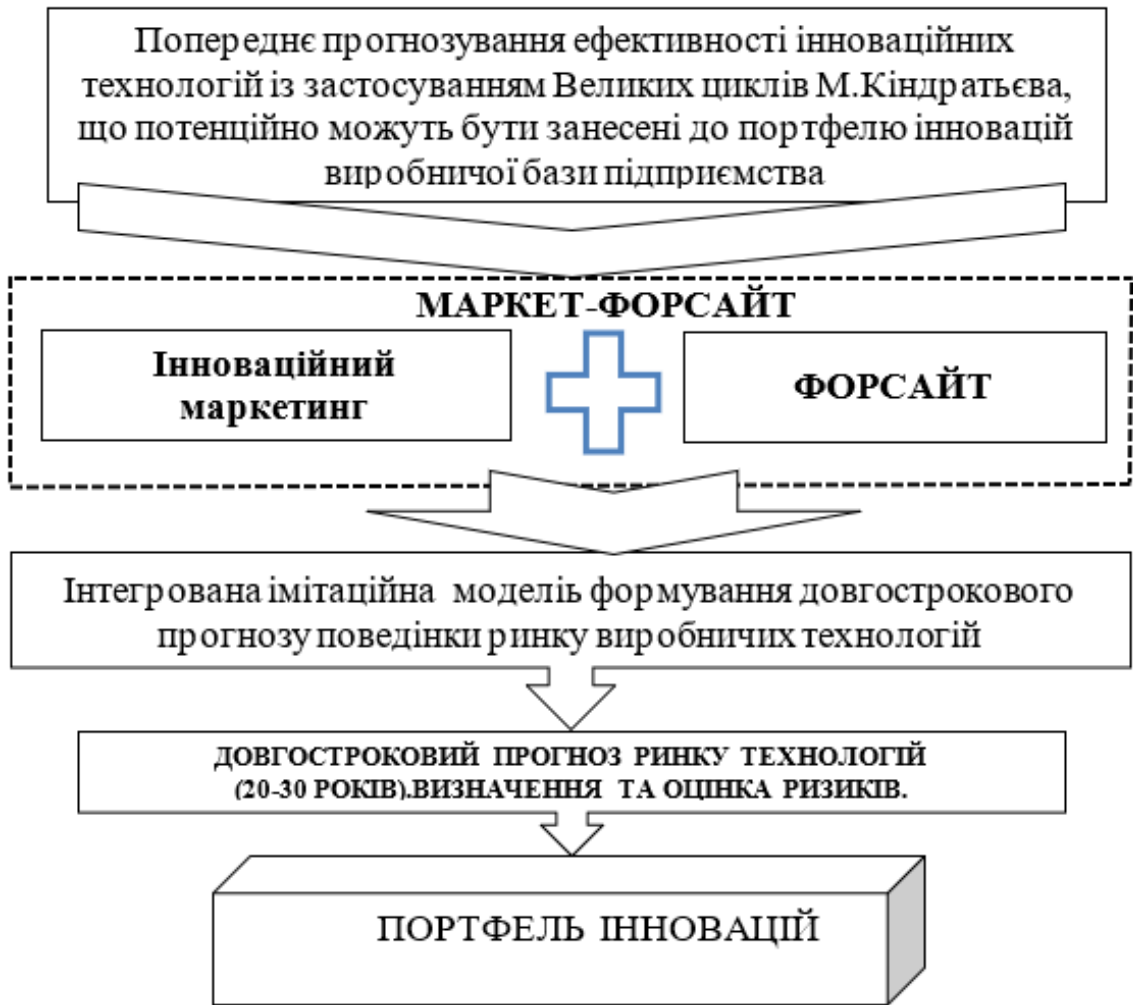 Попереднє прогнозування ефективності інноваційних
технологій із застосуванням Великих циклів М.Кіндратьєва,
що потенційно можуть бути занесені до портфелю інновацій
виробничої бази підприємства
МАРКЕТ-ФОРСАЙТ
Інноваційний
маркетинг
ФОРСАЙТ
Інтегрована імітаційна моделіь формування довгострокового
прогнозу поведінки ринку виробничих технологій
ДОВГОСТРОКОВИЙ ПРОГНОЗ РИНКУ ТЕХНОЛОГІЙ
(20-30 РОКІВ).ВИЗНАЧЕННЯ ТА ОЦІНКА РИЗИКІВ.
ПОРТФЕЛЬ ІННОВАЦІЙ